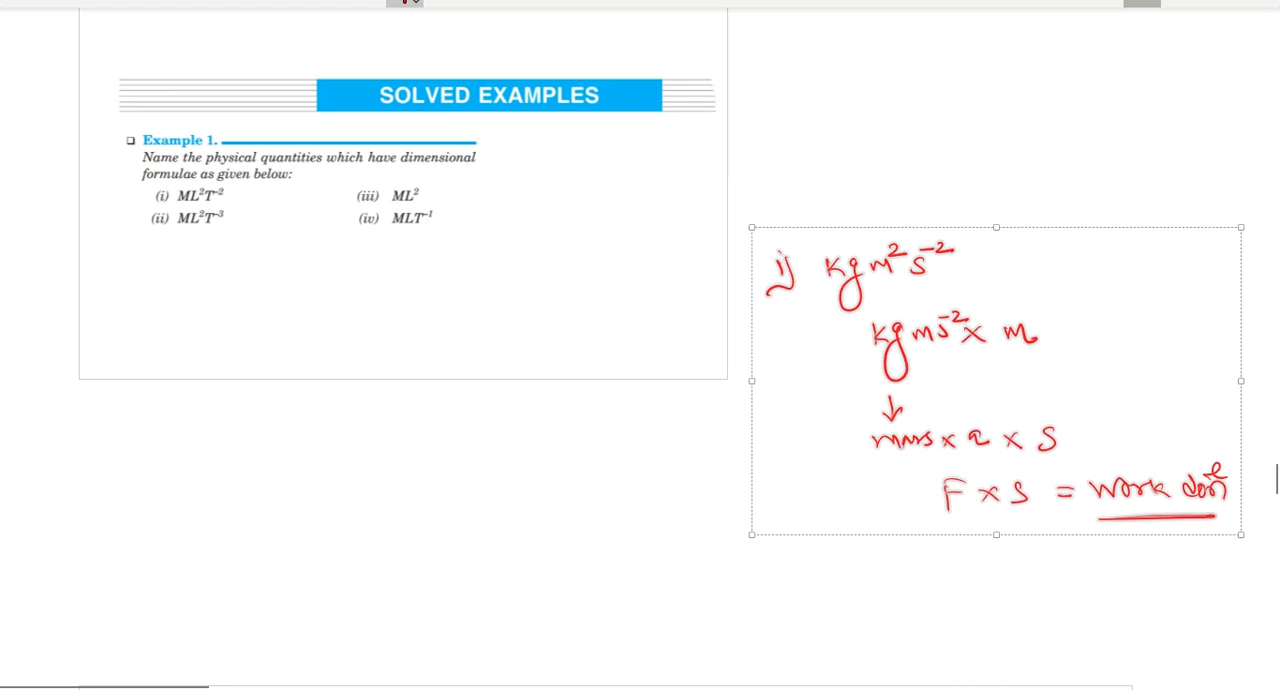 SOLVED EXAMPLES
❑ Example 1.
Name the physical quantities which have dimensional
formulae as given below:
(i) ML²T⁻² (iii) ML²
(ii) ML²T⁻³ (iv) MLT⁻¹
i) kg m² s⁻²
kg ms⁻² x m
↓
mass x a x S
F x S = work done